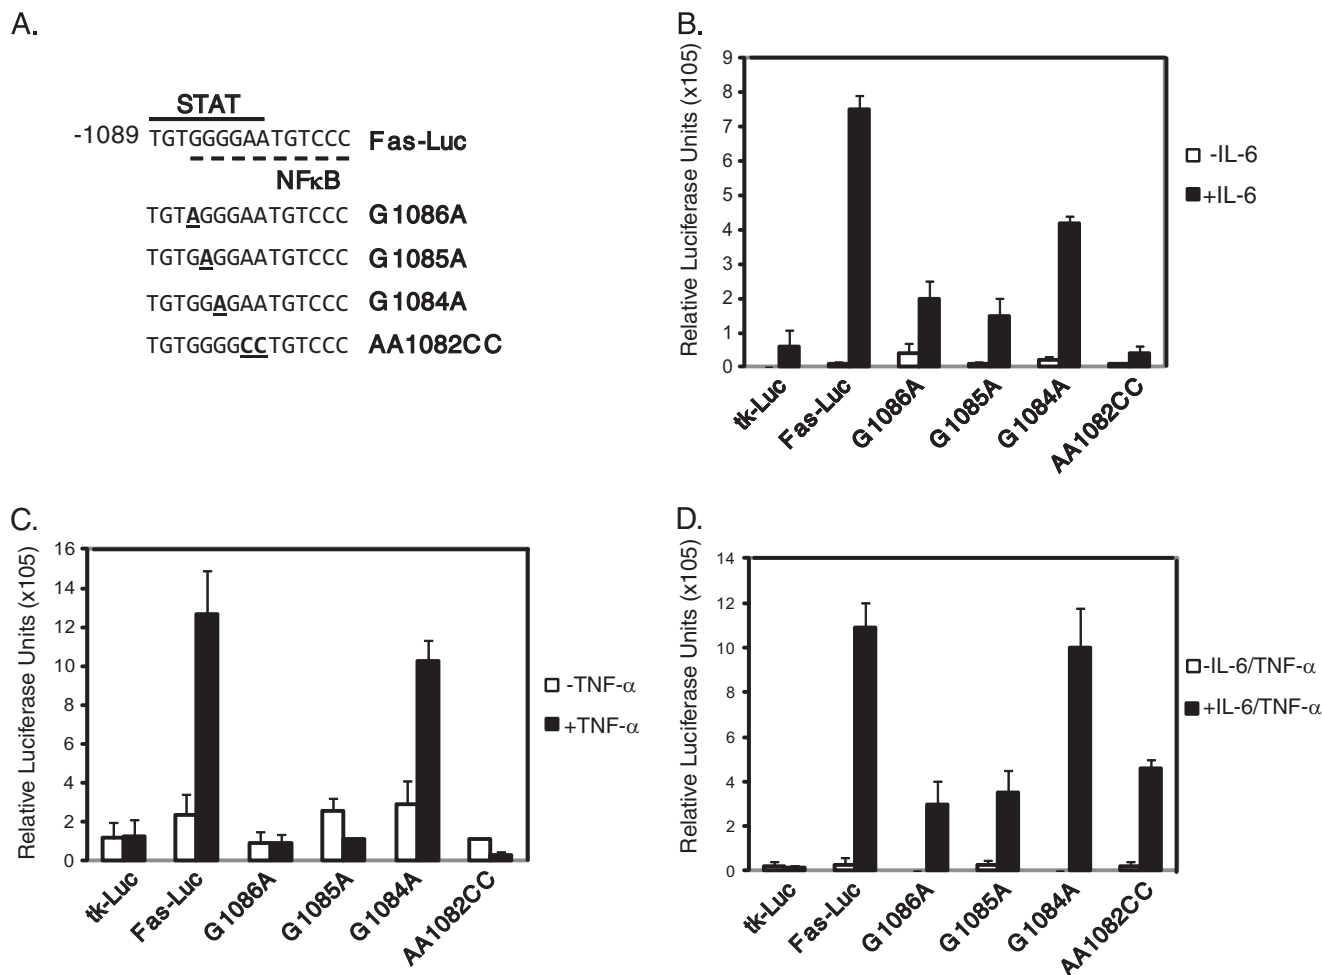 A.
STAT
-1089 TGTGGGGAATGTCCC Fas-Luc
NFκB
TGTAGGGAATGTCCC G1086A
TGTGAGGAATGTCCC G1085A
TGTGGAGAATGTCCC G1084A
TGTGGGGCCTGTCCC AA1082CC
B.
Relative Luciferase Units (x105)
9
8
7
6
5
4
3
2
1
0
tk-Luc
Fas-Luc
G1086A
G1085A
G1084A
AA1082CC
-IL-6
+IL-6
C.
Relative Luciferase Units (x105)
16
14
12
10
8
6
4
2
0
tk-Luc
Fas-Luc
G1086A
G1085A
G1084A
AA1082CC
-TNF-α
+TNF-α
D.
Relative Luciferase Units (x105)
14
12
10
8
6
4
2
0
tk-Luc
Fas-Luc
G1086A
G1085A
G1084A
AA1082CC
-IL-6/TNF-α
+IL-6/TNF-α